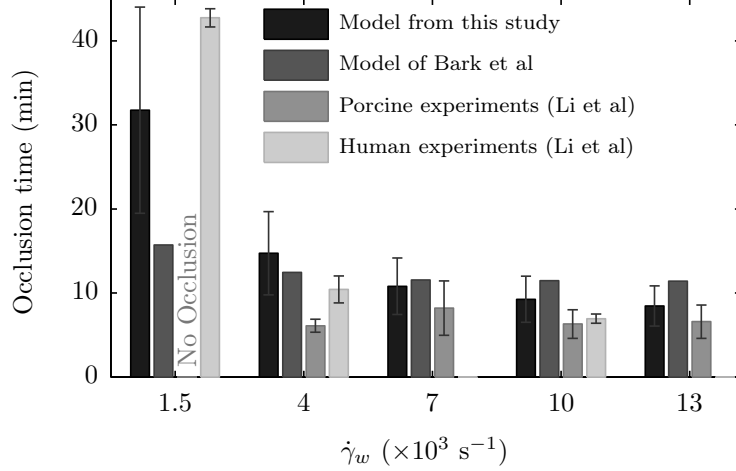 40
30
20
10
0
Occlusion time (min)
Model from this study
Model of Bark et al
Porcine experiments (Li et al)
Human experiments (Li et al)
No Occlusion
1.5 4 7 10 13
γ̇w (×10³ s⁻¹)